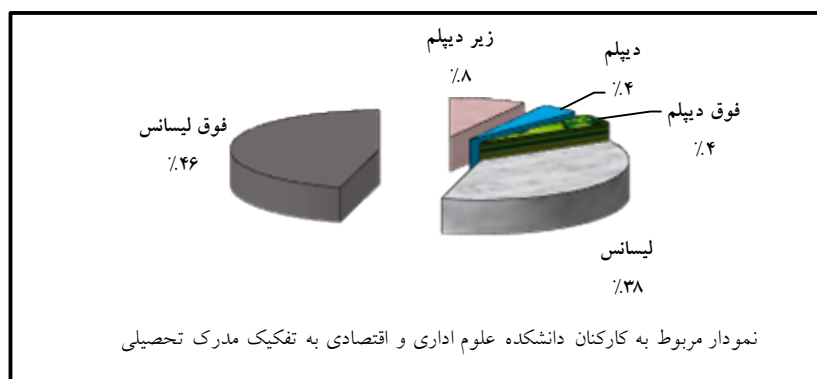 زیر دیپلم
٪۸
دیپلم
٪۴
فوق دیپلم
٪۴
فوق لیسانس
٪۴۶
لیسانس
٪۳۸
نمودار مربوط به کارکنان دانشکده علوم اداری و اقتصادی به تفکیک مدرک تحصیلی